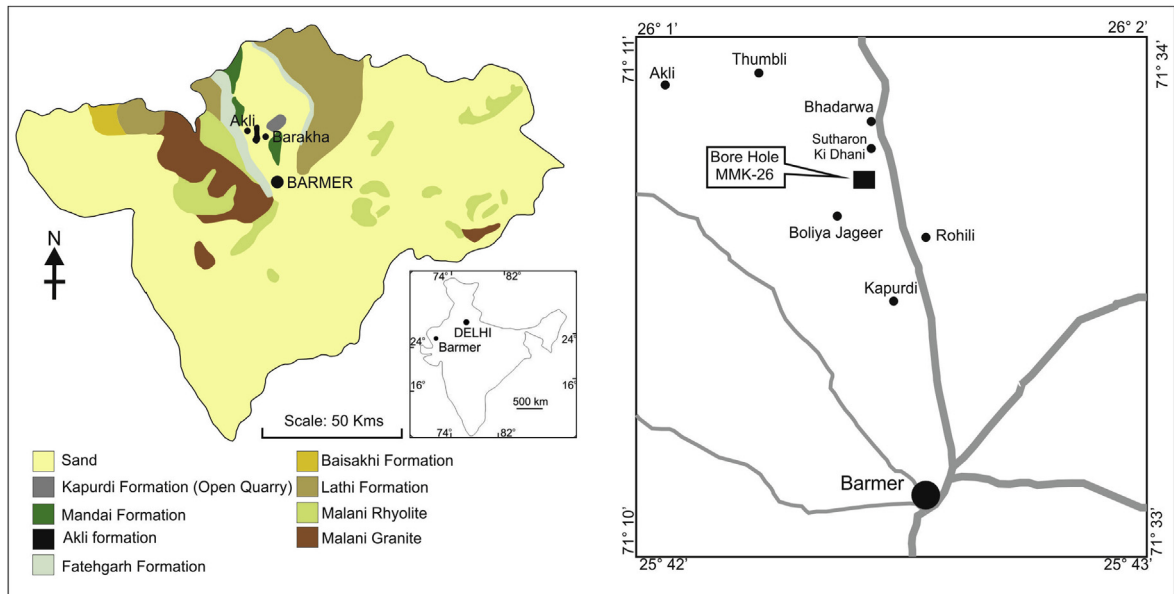 Akli
Barakha
BARMER
N
74°
82°
DELHI
Barmer
24°
24°
16°
16°
500 km
74°
82°
Scale: 50 Kms
Sand
Kapurdi Formation (Open Quarry)
Mandai Formation
Akli formation
Fatehgarh Formation
Baisakhi Formation
Lathi Formation
Malani Rhyolite
Malani Granite
26° 1'
26° 2'
71° 11'
71° 34'
Thumbli
Akli
Bhadarwa
Sutharon
Ki Dhani
Bore Hole
MMK-26
Boliya Jageer
Rohili
Kapurdi
Barmer
71° 10'
71° 33'
25° 42'
25° 43'